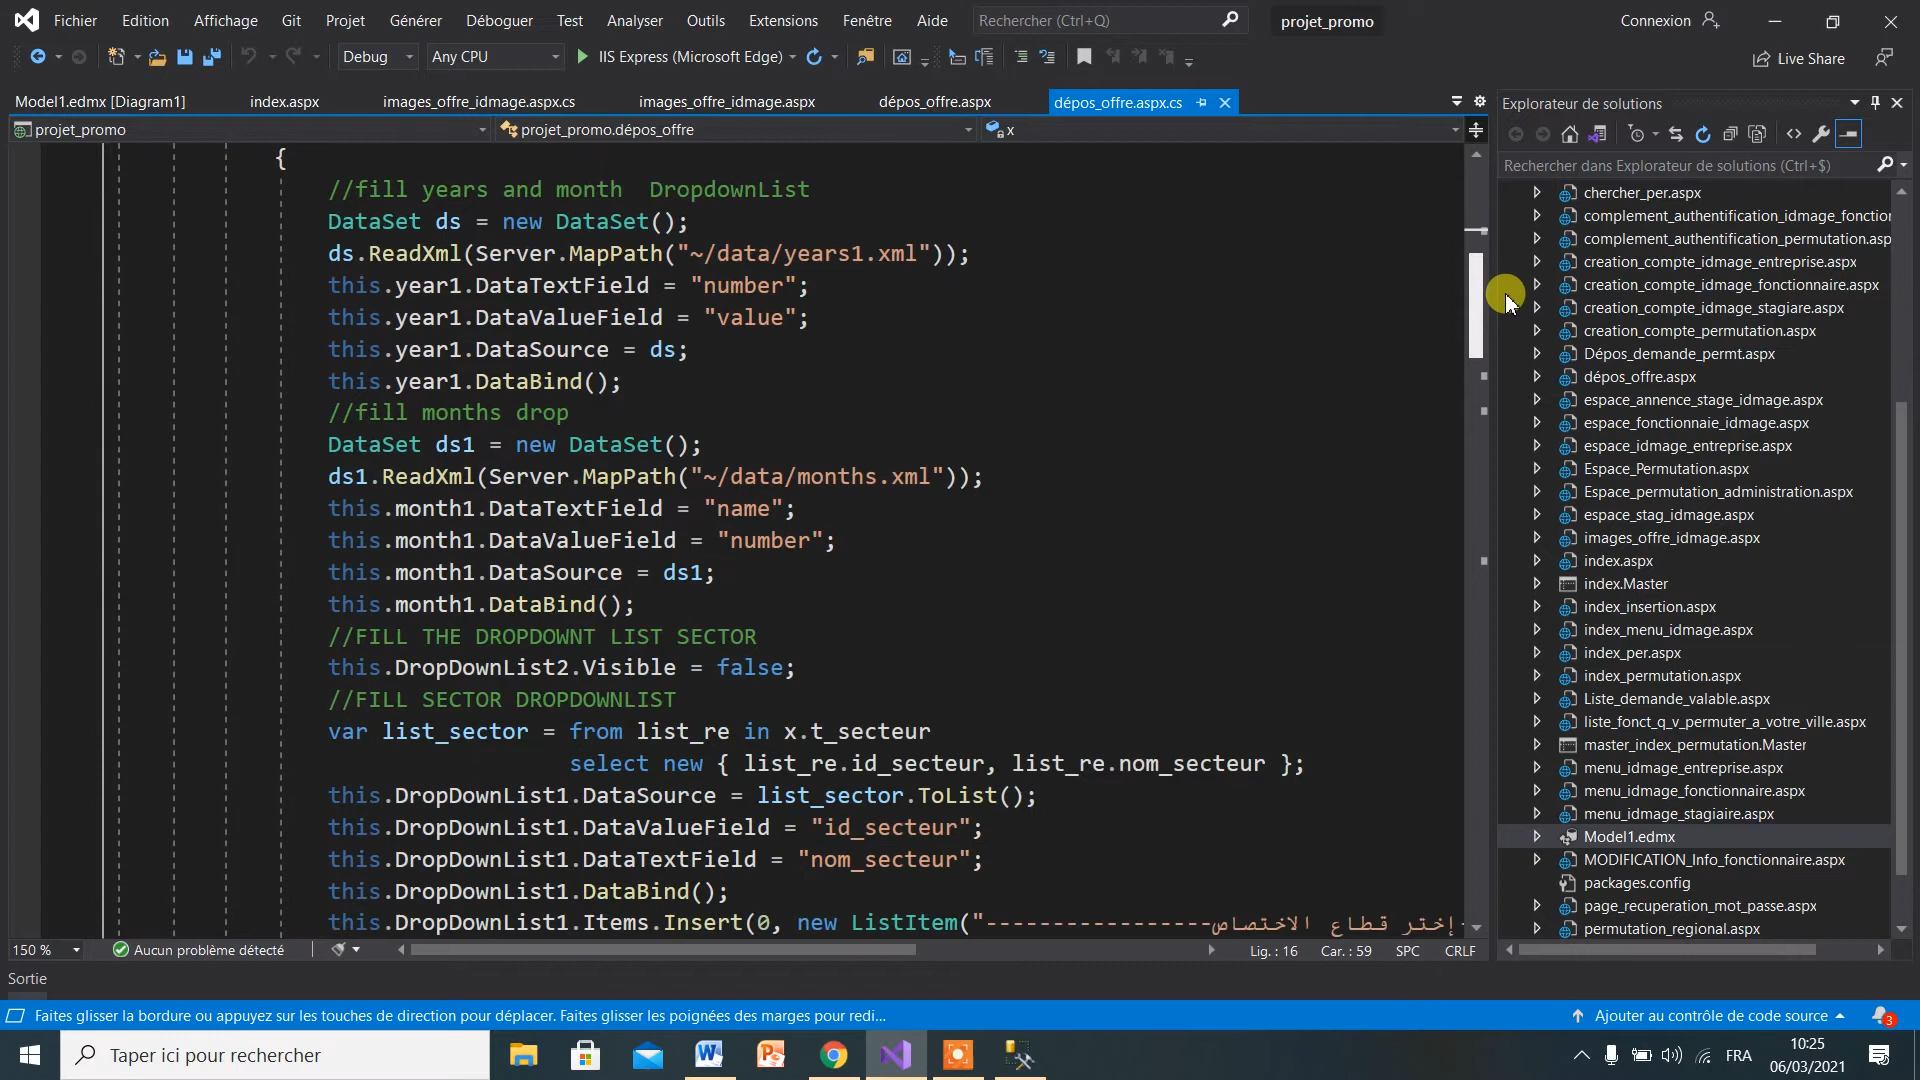 Fichier Edition Affichage Git Projet Générer Déboguer Test Analyser Outils Extensions Fenêtre Aide Rechercher (Ctrl+Q) projet_promo Connexion
Debug Any CPU IIS Express (Microsoft Edge) Live Share
Model1.edmx [Diagram1] index.aspx images_offre_idmage.aspx.cs images_offre_idmage.aspx dépos_offre.aspx dépos_offre.aspx.cs
projet_promo projet_promo.dépos_offre x
{
//fill years and month  DropdownList
DataSet ds = new DataSet();
ds.ReadXml(Server.MapPath("~/data/years1.xml"));
this.year1.DataTextField = "number";
this.year1.DataValueField = "value";
this.year1.DataSource = ds;
this.year1.DataBind();
//fill months drop
DataSet ds1 = new DataSet();
ds1.ReadXml(Server.MapPath("~/data/months.xml"));
this.month1.DataTextField = "name";
this.month1.DataValueField = "number";
this.month1.DataSource = ds1;
this.month1.DataBind();
//FILL THE DROPDOWNT LIST SECTOR
this.DropDownList2.Visible = false;
//FILL SECTOR DROPDOWNLIST
var list_sector = from list_re in x.t_secteur
select new { list_re.id_secteur, list_re.nom_secteur };
this.DropDownList1.DataSource = list_sector.ToList();
this.DropDownList1.DataValueField = "id_secteur";
this.DropDownList1.DataTextField = "nom_secteur";
this.DropDownList1.DataBind();
this.DropDownList1.Items.Insert(0, new ListItem("-----------------إختر قطاع الاختصاص
150 % Aucun problème détecté Lig. : 16 Car. : 59 SPC CRLF
Explorateur de solutions
Rechercher dans Explorateur de solutions (Ctrl+$)
chercher_per.aspx
complement_authentification_idmage_fonction
complement_authentification_permutation.asp
creation_compte_idmage_entreprise.aspx
creation_compte_idmage_fonctionnaire.aspx
creation_compte_idmage_stagiare.aspx
creation_compte_permutation.aspx
Dépos_demande_permt.aspx
dépos_offre.aspx
espace_annence_stage_idmage.aspx
espace_fonctionnaie_idmage.aspx
espace_idmage_entreprise.aspx
Espace_Permutation.aspx
Espace_permutation_administration.aspx
espace_stag_idmage.aspx
images_offre_idmage.aspx
index.aspx
index.Master
index_insertion.aspx
index_menu_idmage.aspx
index_per.aspx
index_permutation.aspx
Liste_demande_valable.aspx
liste_fonct_q_v_permuter_a_votre_ville.aspx
master_index_permutation.Master
menu_idmage_entreprise.aspx
menu_idmage_fonctionnaire.aspx
menu_idmage_stagiaire.aspx
Model1.edmx
MODIFICATION_Info_fonctionnaire.aspx
packages.config
page_recuperation_mot_passe.aspx
permutation_regional.aspx
Sortie
Faites glisser la bordure ou appuyez sur les touches de direction pour déplacer. Faites glisser les poignées des marges pour redi... Ajouter au contrôle de code source 3
Taper ici pour rechercher FRA 10:25
06/03/2021